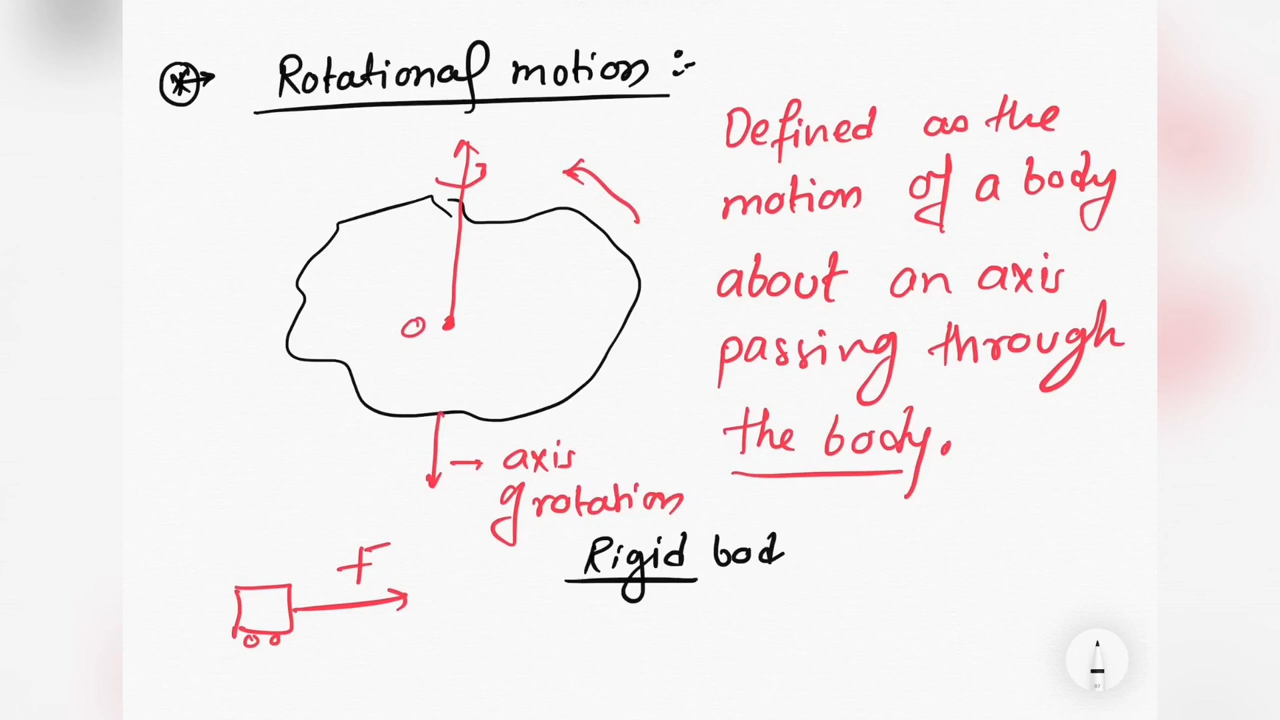 Rotational motion :-
Defined as the
motion of a body
about an axis
passing through
the body.
O
→ axis
of rotation
F
Rigid bod